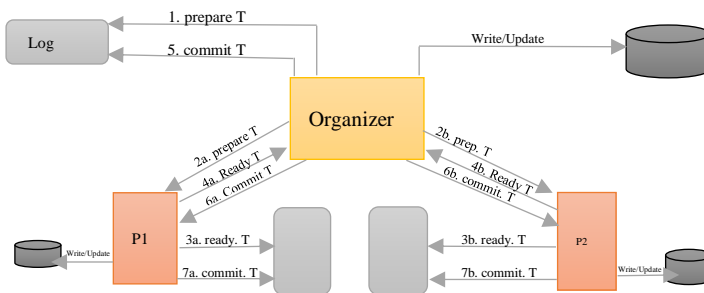 1. prepare T
Log
5. commit T
Write/Update
Organizer
2a. prepare T
4a. Ready T
6a. Commit T
2b. prep. T
4b. Ready T
6b. commit. T
P1
3a. ready. T
3b. ready. T
P2
Write/Update
7a. commit. T
7b. commit. T
Write/Update